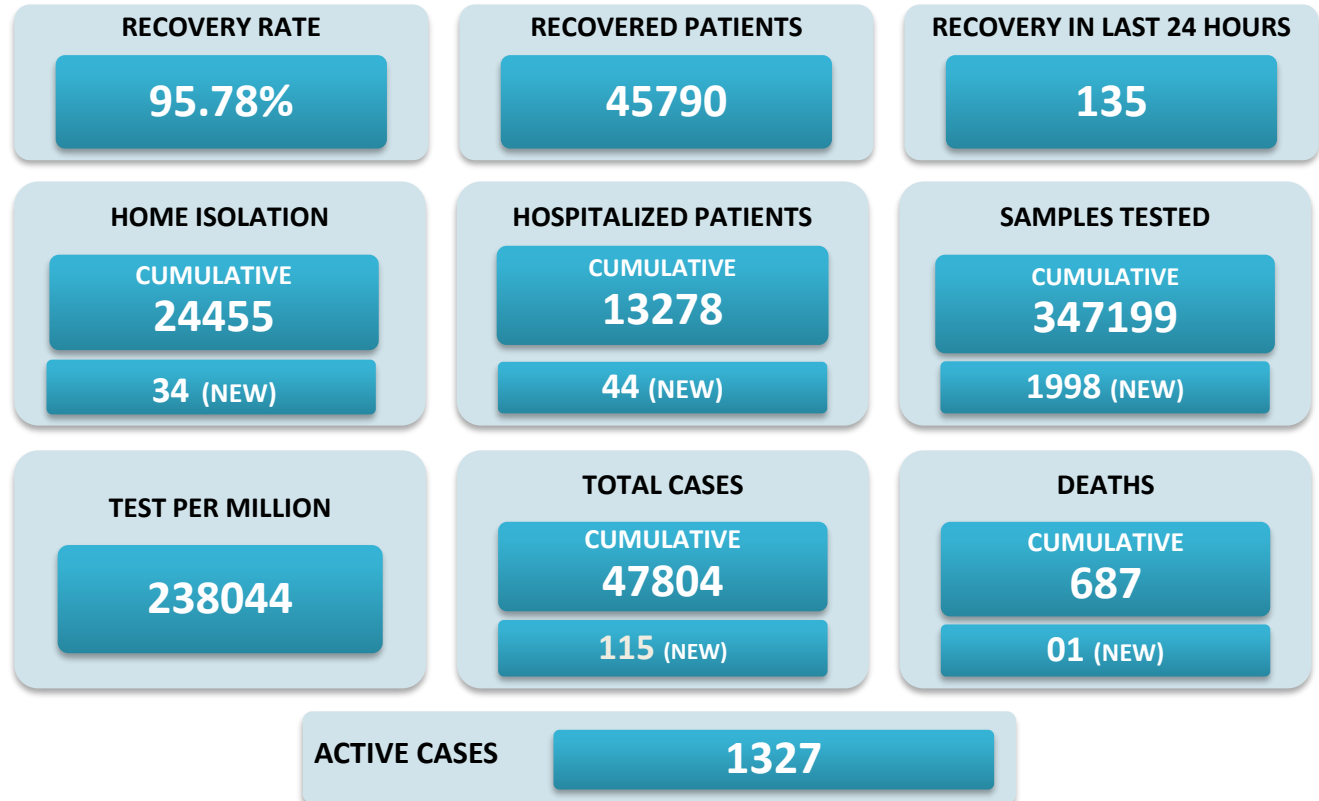 RECOVERY RATE
95.78%
RECOVERED PATIENTS
45790
RECOVERY IN LAST 24 HOURS
135
HOME ISOLATION
CUMULATIVE
24455
34 (NEW)
HOSPITALIZED PATIENTS
CUMULATIVE
13278
44 (NEW)
SAMPLES TESTED
CUMULATIVE
347199
1998 (NEW)
TEST PER MILLION
238044
TOTAL CASES
CUMULATIVE
47804
115 (NEW)
DEATHS
CUMULATIVE
687
01 (NEW)
ACTIVE CASES
1327